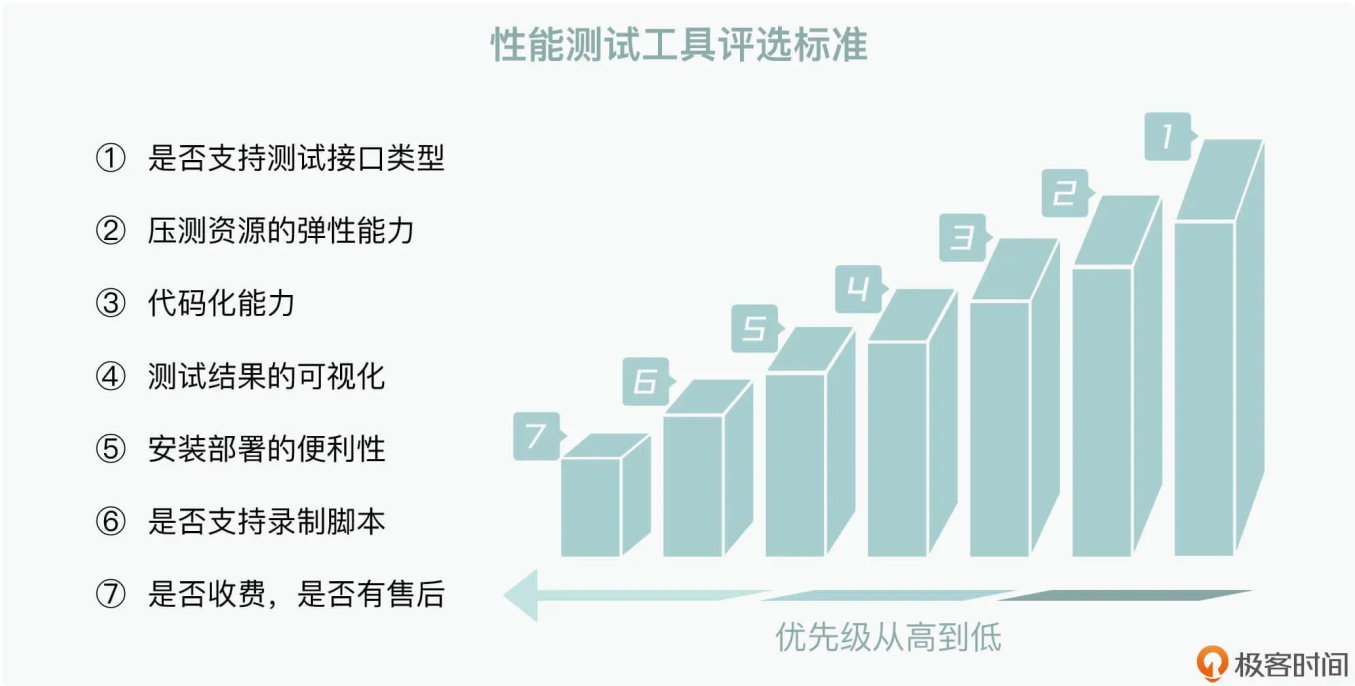 性能测试工具评选标准
① 是否支持测试接口类型
② 压测资源的弹性能力
③ 代码化能力
④ 测试结果的可视化
⑤ 安装部署的便利性
⑥ 是否支持录制脚本
⑦ 是否收费，是否有售后
1
2
3
4
5
6
7
优先级从高到低
极客时间